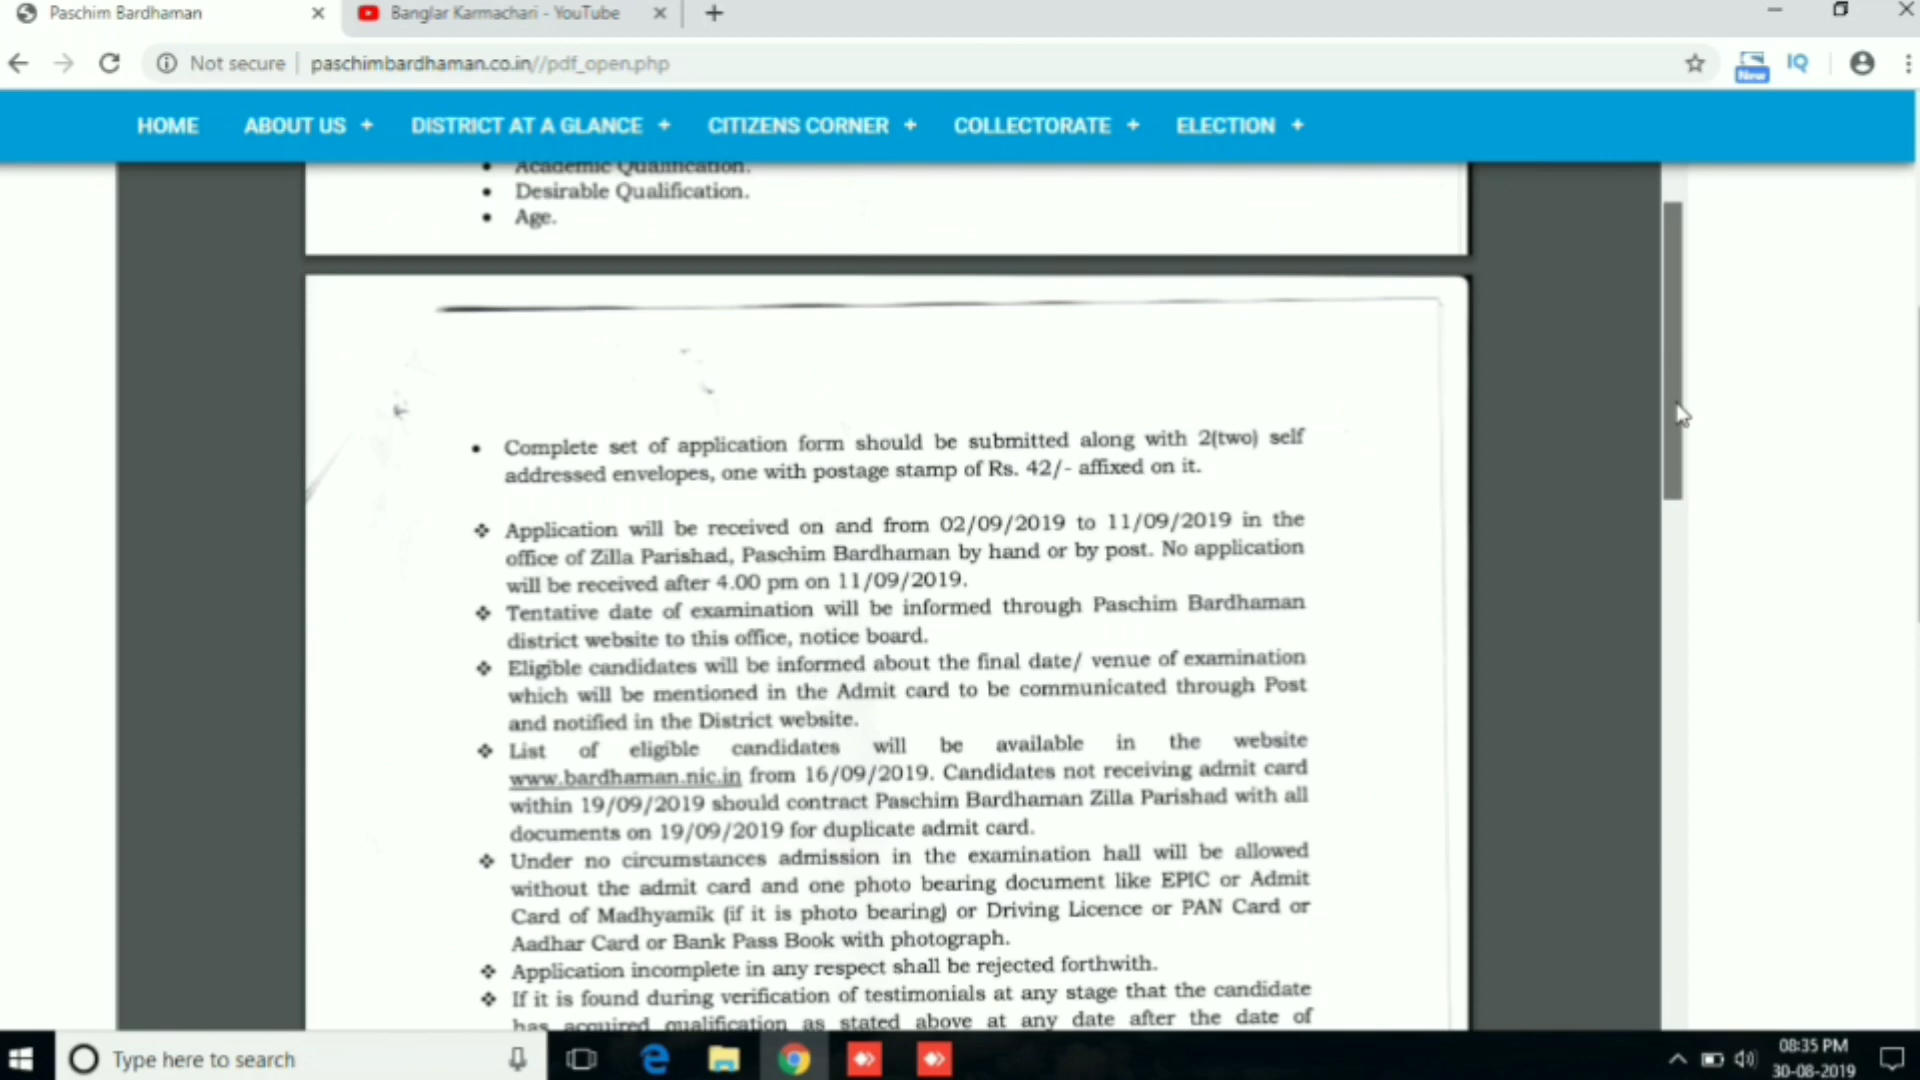 Paschim Bardhaman
Banglar Karmachari - YouTube
Not secure
paschimbardhaman.co.in//pdf_open.php
New
IQ
HOME
ABOUT US +
DISTRICT AT A GLANCE +
CITIZENS CORNER +
COLLECTORATE +
ELECTION +
• Academic Qualification.
• Desirable Qualification.
• Age.
• Complete set of application form should be submitted along with 2(two) self
addressed envelopes, one with postage stamp of Rs. 42/- affixed on it.
❖ Application will be received on and from 02/09/2019 to 11/09/2019 in the
office of Zilla Parishad, Paschim Bardhaman by hand or by post. No application
will be received after 4.00 pm on 11/09/2019.
❖ Tentative date of examination will be informed through Paschim Bardhaman
district website to this office, notice board.
❖ Eligible candidates will be informed about the final date/ venue of examination
which will be mentioned in the Admit card to be communicated through Post
and notified in the District website.
❖ List of eligible candidates will be available in the website
www.bardhaman.nic.in from 16/09/2019. Candidates not receiving admit card
within 19/09/2019 should contract Paschim Bardhaman Zilla Parishad with all
documents on 19/09/2019 for duplicate admit card.
❖ Under no circumstances admission in the examination hall will be allowed
without the admit card and one photo bearing document like EPIC or Admit
Card of Madhyamik (if it is photo bearing) or Driving Licence or PAN Card or
Aadhar Card or Bank Pass Book with photograph.
❖ Application incomplete in any respect shall be rejected forthwith.
❖ If it is found during verification of testimonials at any stage that the candidate
has acquired qualification as stated above at any date after the date of
Type here to search
08:35 PM
30-08-2019